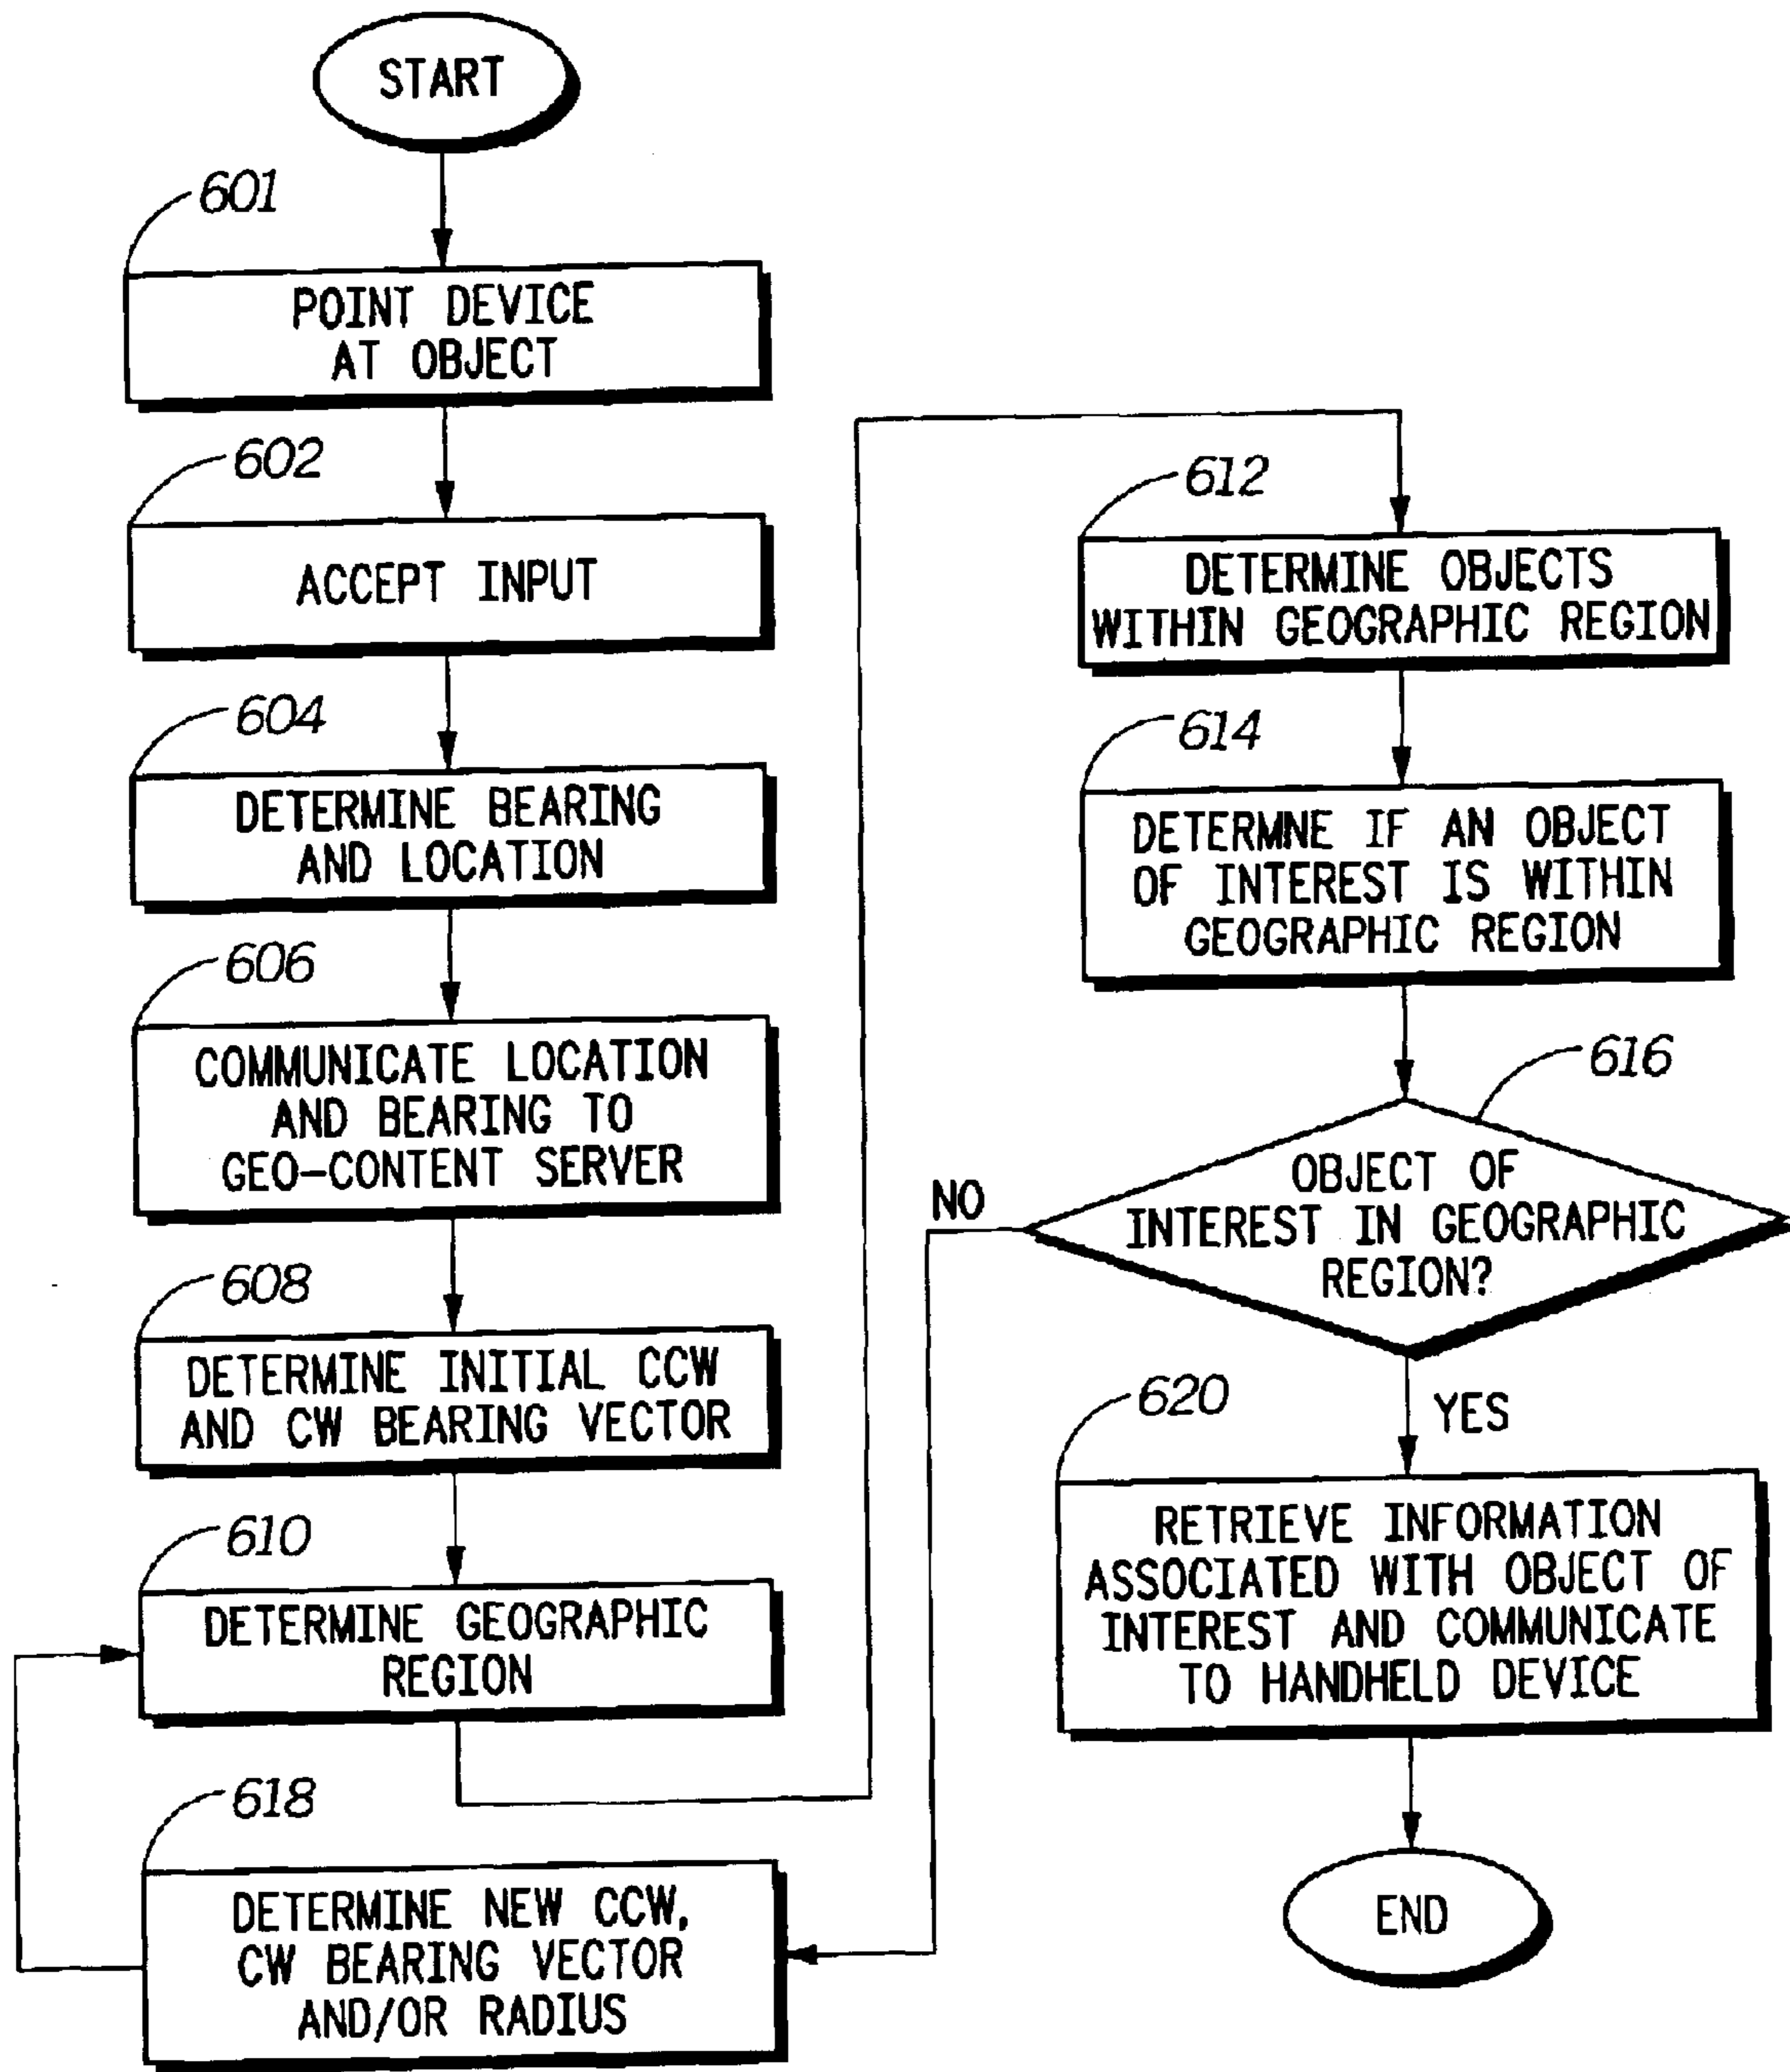 START
601
POINT DEVICE
AT OBJECT
602
ACCEPT INPUT
604
DETERMINE BEARING
AND LOCATION
606
COMMUNICATE LOCATION
AND BEARING TO
GEO-CONTENT SERVER
608
DETERMINE INITIAL CCW
AND CW BEARING VECTOR
610
DETERMINE GEOGRAPHIC
REGION
618
DETERMINE NEW CCW,
CW BEARING VECTOR
AND/OR RADIUS
612
DETERMINE OBJECTS
WITHIN GEOGRAPHIC REGION
614
DETERMNE IF AN OBJECT
OF INTEREST IS WITHIN
GEOGRAPHIC REGION
616
OBJECT OF
INTEREST IN GEOGRAPHIC
REGION?
NO
YES
620
RETRIEVE INFORMATION
ASSOCIATED WITH OBJECT OF
INTEREST AND COMMUNICATE
TO HANDHELD DEVICE
END